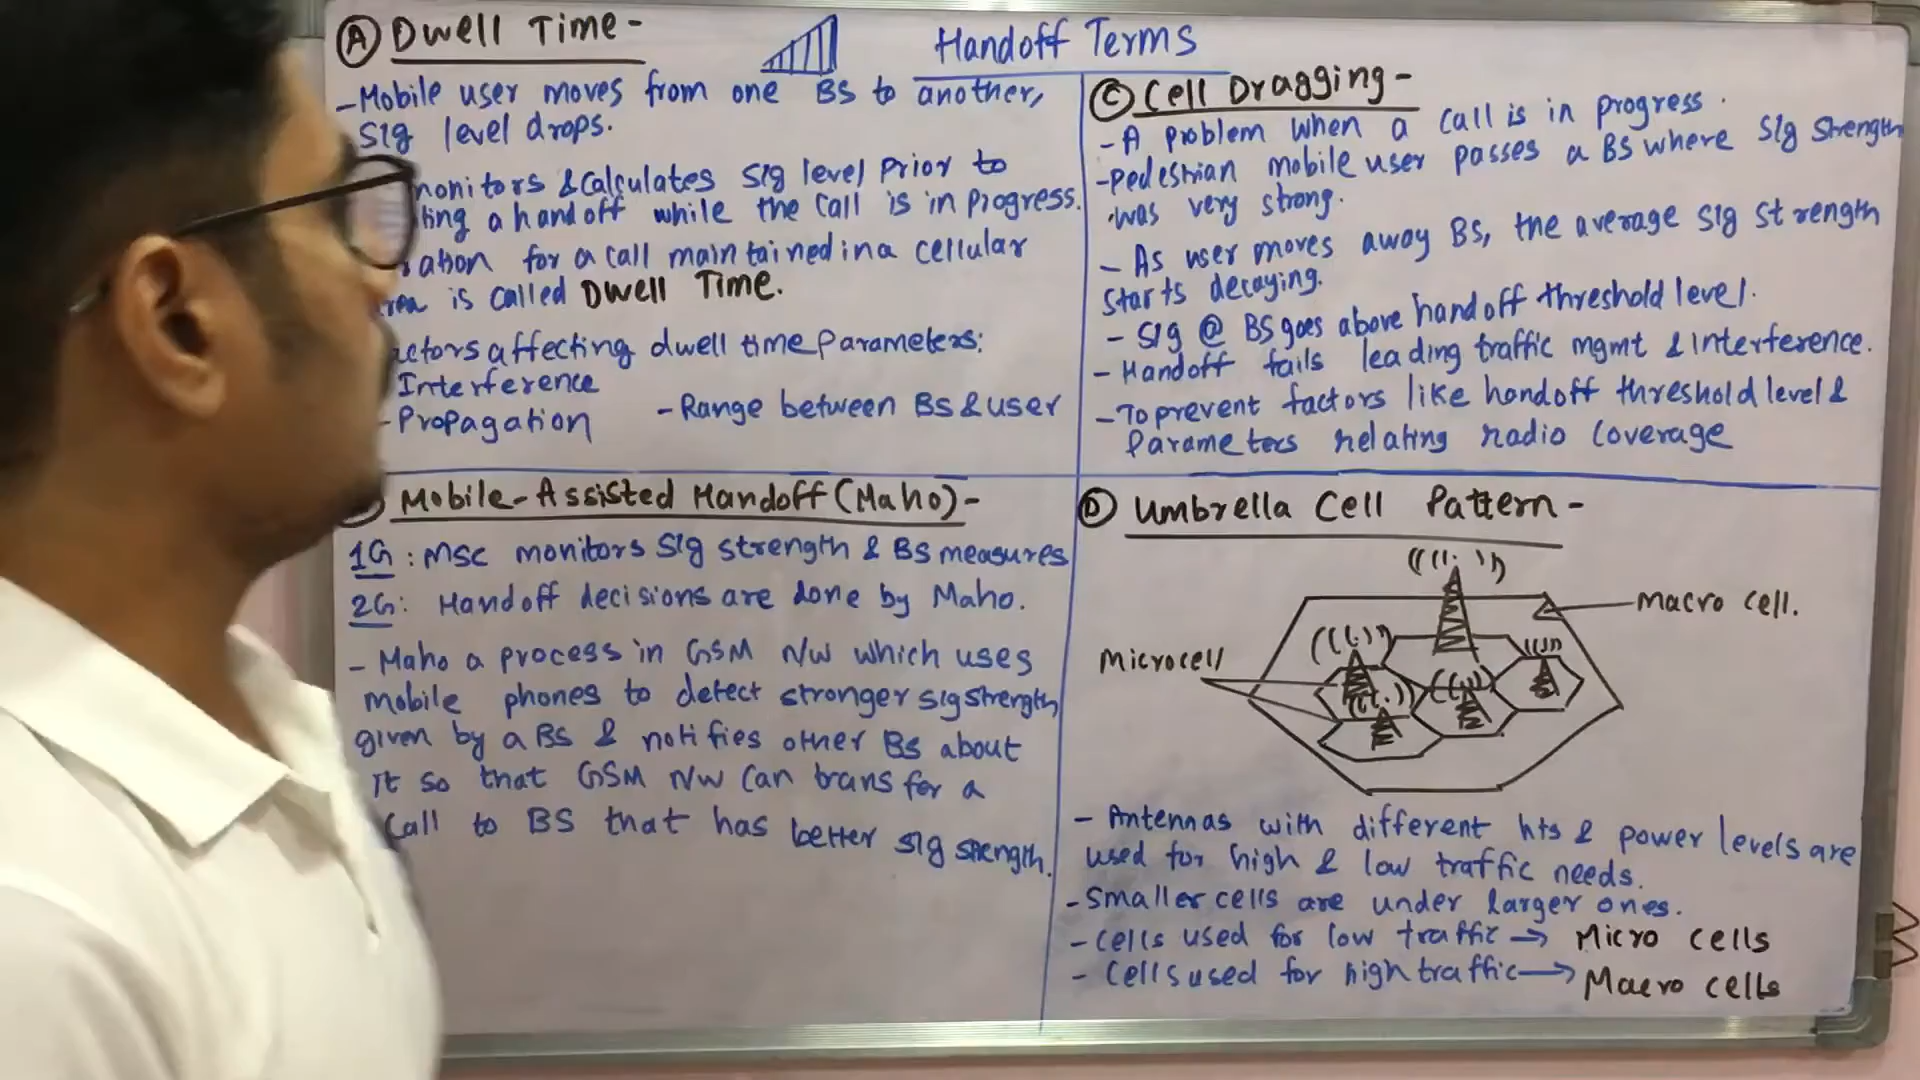 Handoff Terms
Ⓐ Dwell Time -
- Mobile user moves from one BS to another,
sig level drops.
monitors & calculates sig level prior to
ting a handoff while the call is in progress.
ration for a call maintained in a cellular
rea is called Dwell Time.
actors affecting dwell time parameters:
Interference
- Propagation - Range between BS & user
Mobile-Assisted Handoff (Maho) -
1G : MSC monitors sig strength & BS measures
2G : Handoff decisions are done by Maho.
- Maho a process in GSM N/W which uses
mobile phones to detect stronger sig strength
given by a BS & notifies other BS about
it so that GSM N/W can transfor a
call to BS that has better sig strength.
Ⓒ Cell Dragging -
- A problem when a call is in progress.
- Pedestrian mobile user passes a BS where sig strength
was very strong.
- As user moves away BS, the average sig strength
starts decaying.
- Sig @ BS goes above handoff threshold level.
- Handoff fails leading traffic mgmt & interference.
- To prevent factors like handoff threshold level &
parameters relating radio coverage
Ⓓ Umbrella Cell Pattern -
Macro cell.
Microcell
- Antennas with different hts & power levels are
used for high & low traffic needs.
- Smaller cells are under larger ones.
- Cells used for low traffic → Micro cells
- Cells used for high traffic → Macro cells